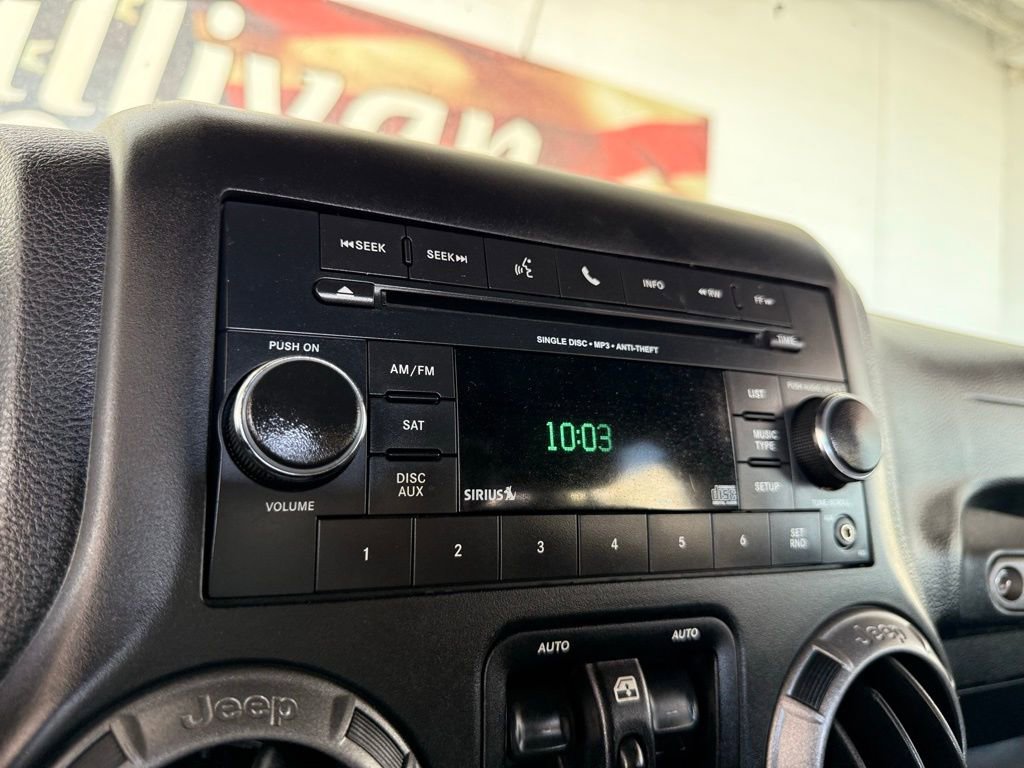 ullivan
⏮SEEK
SEEK⏭
INFO
◀◀RW
FF▶▶
SINGLE DISC • MP3 • ANTI-THEFT
TIME
PUSH ON
VOLUME
AM/FM
SAT
DISC
AUX
10:03
SIRIUS
LIST
MUSIC
TYPE
SETUP
disc
1
2
3
4
5
6
SET
RND
AUTO
AUTO
Jeep
Jeep